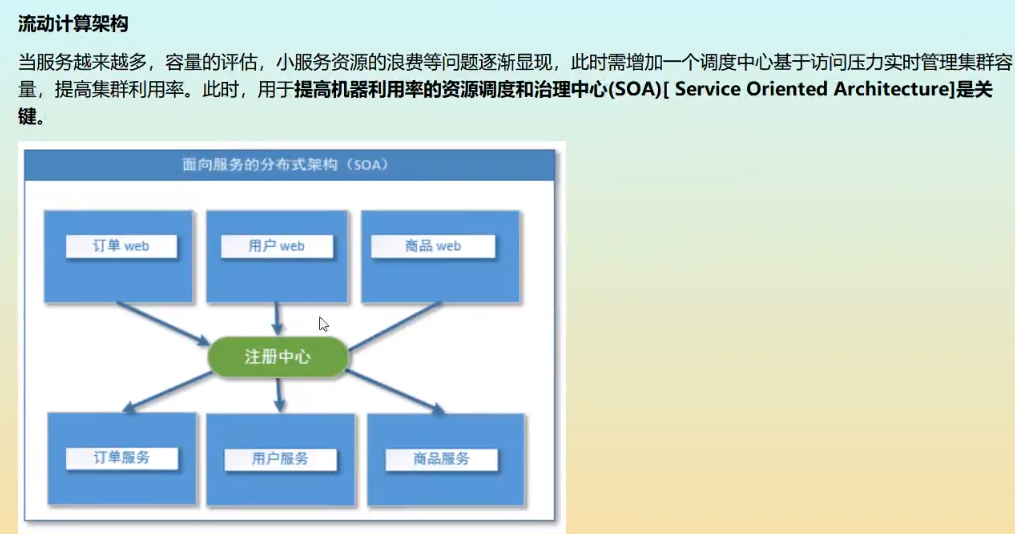 流动计算架构
当服务越来越多，容量的评估，小服务资源的浪费等问题逐渐显现，此时需增加一个调度中心基于访问压力实时管理集群容
量，提高集群利用率。此时，用于提高机器利用率的资源调度和治理中心(SOA)[ Service Oriented Architecture]是关
键。
面向服务的分布式架构（SOA）
订单 web
用户 web
商品 web
注册中心
订单服务
用户服务
商品服务